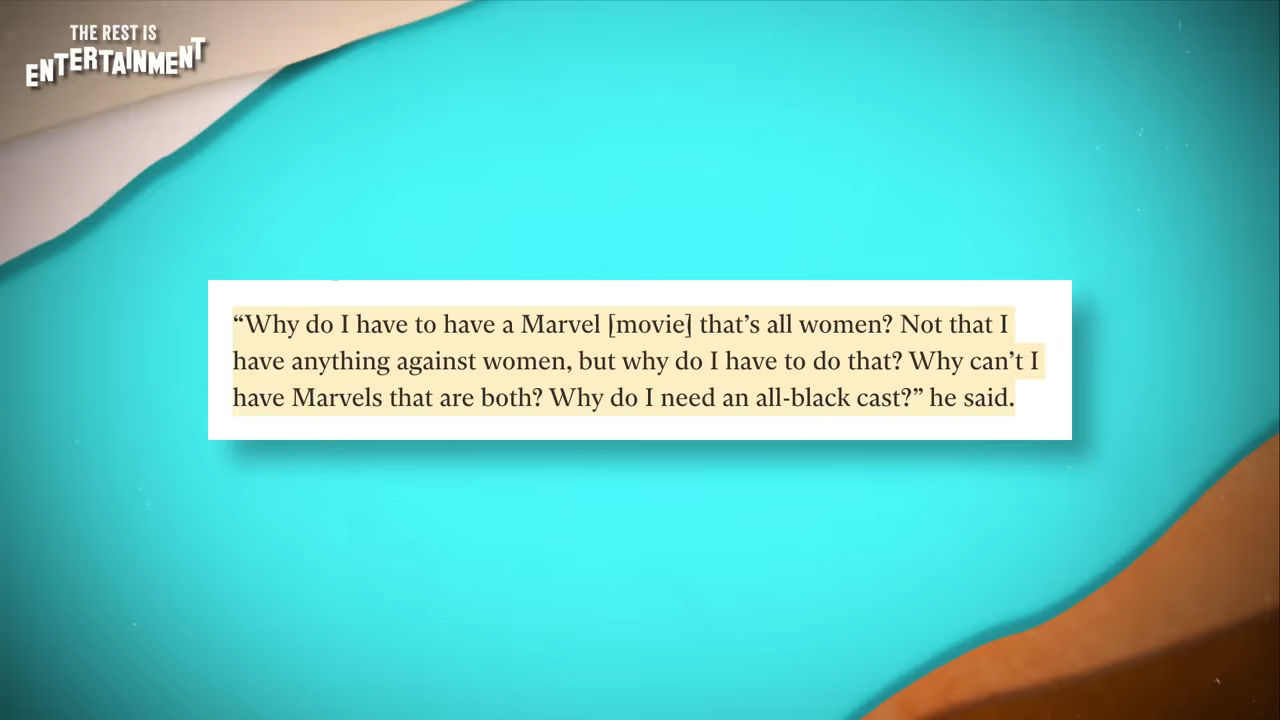 THE REST IS
ENTERTAINMENT
“Why do I have to have a Marvel [movie] that’s all women? Not that I
have anything against women, but why do I have to do that? Why can’t I
have Marvels that are both? Why do I need an all-black cast?” he said.